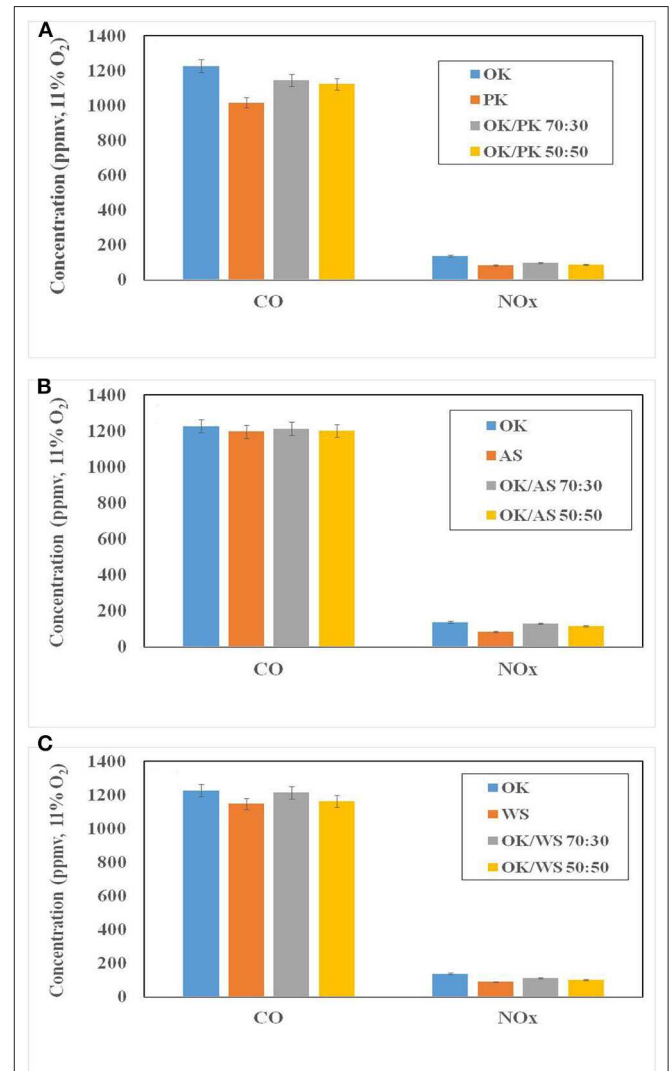 A
Concentration (ppmv, 11% O₂)
1400
1200
1000
800
600
400
200
0
CO
NOx
OK
PK
OK/PK 70:30
OK/PK 50:50
B
Concentration (ppmv, 11% O₂)
1400
1200
1000
800
600
400
200
0
CO
NOx
OK
AS
OK/AS 70:30
OK/AS 50:50
C
Concentration (ppmv, 11% O₂)
1400
1200
1000
800
600
400
200
0
CO
NOx
OK
WS
OK/WS 70:30
OK/WS 50:50